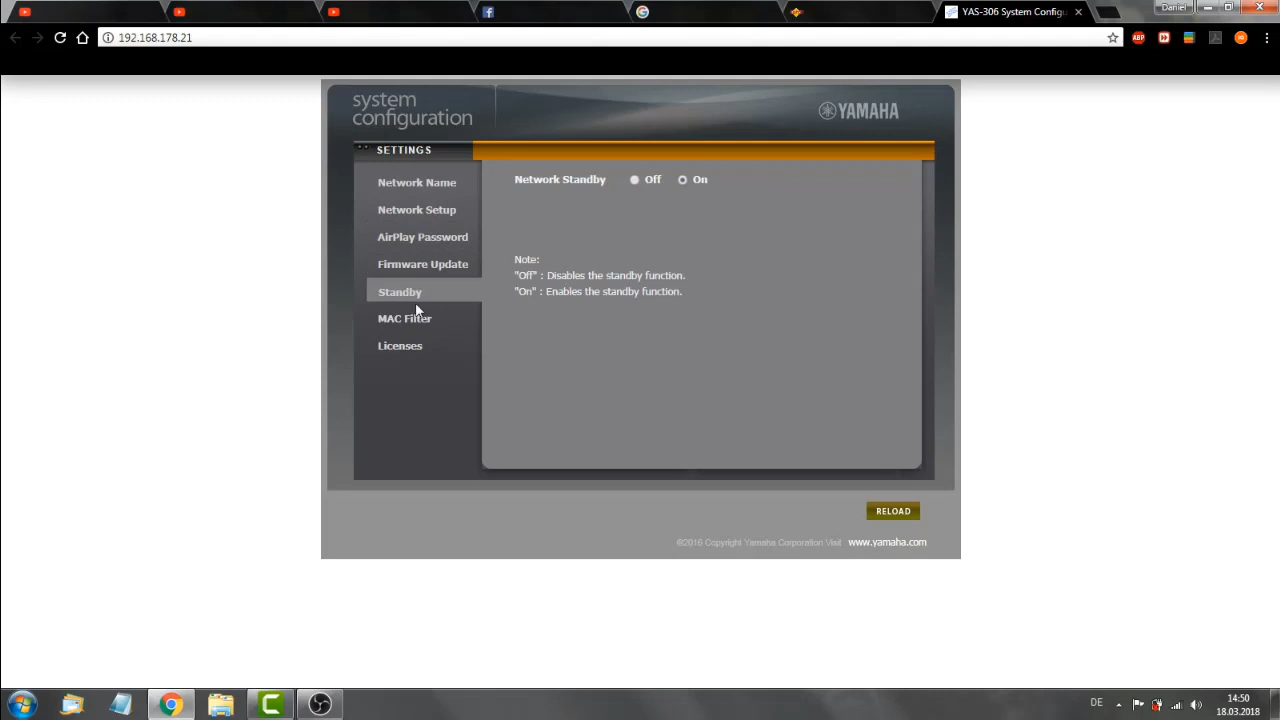 YAS-306 System Configu
Daniel
192.168.178.21
ABP
system
configuration
YAMAHA
SETTINGS
Network Name
Network Setup
AirPlay Password
Firmware Update
Standby
MAC Filter
Licenses
Network Standby Off On
Note:
"Off" : Disables the standby function.
"On" : Enables the standby function.
RELOAD
©2016 Copyright Yamaha Corporation Visit www.yamaha.com
DE
14:50
18.03.2018